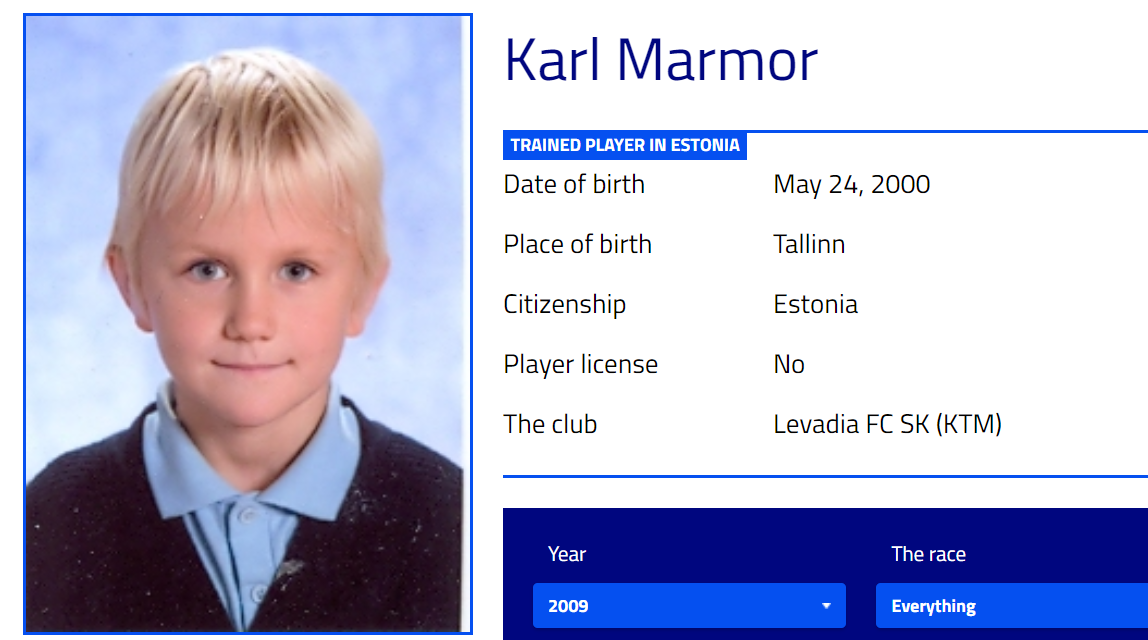 Karl Marmor
TRAINED PLAYER IN ESTONIA
Date of birth May 24, 2000
Place of birth Tallinn
Citizenship Estonia
Player license No
The club Levadia FC SK (KTM)
Year The race
2009 Everything